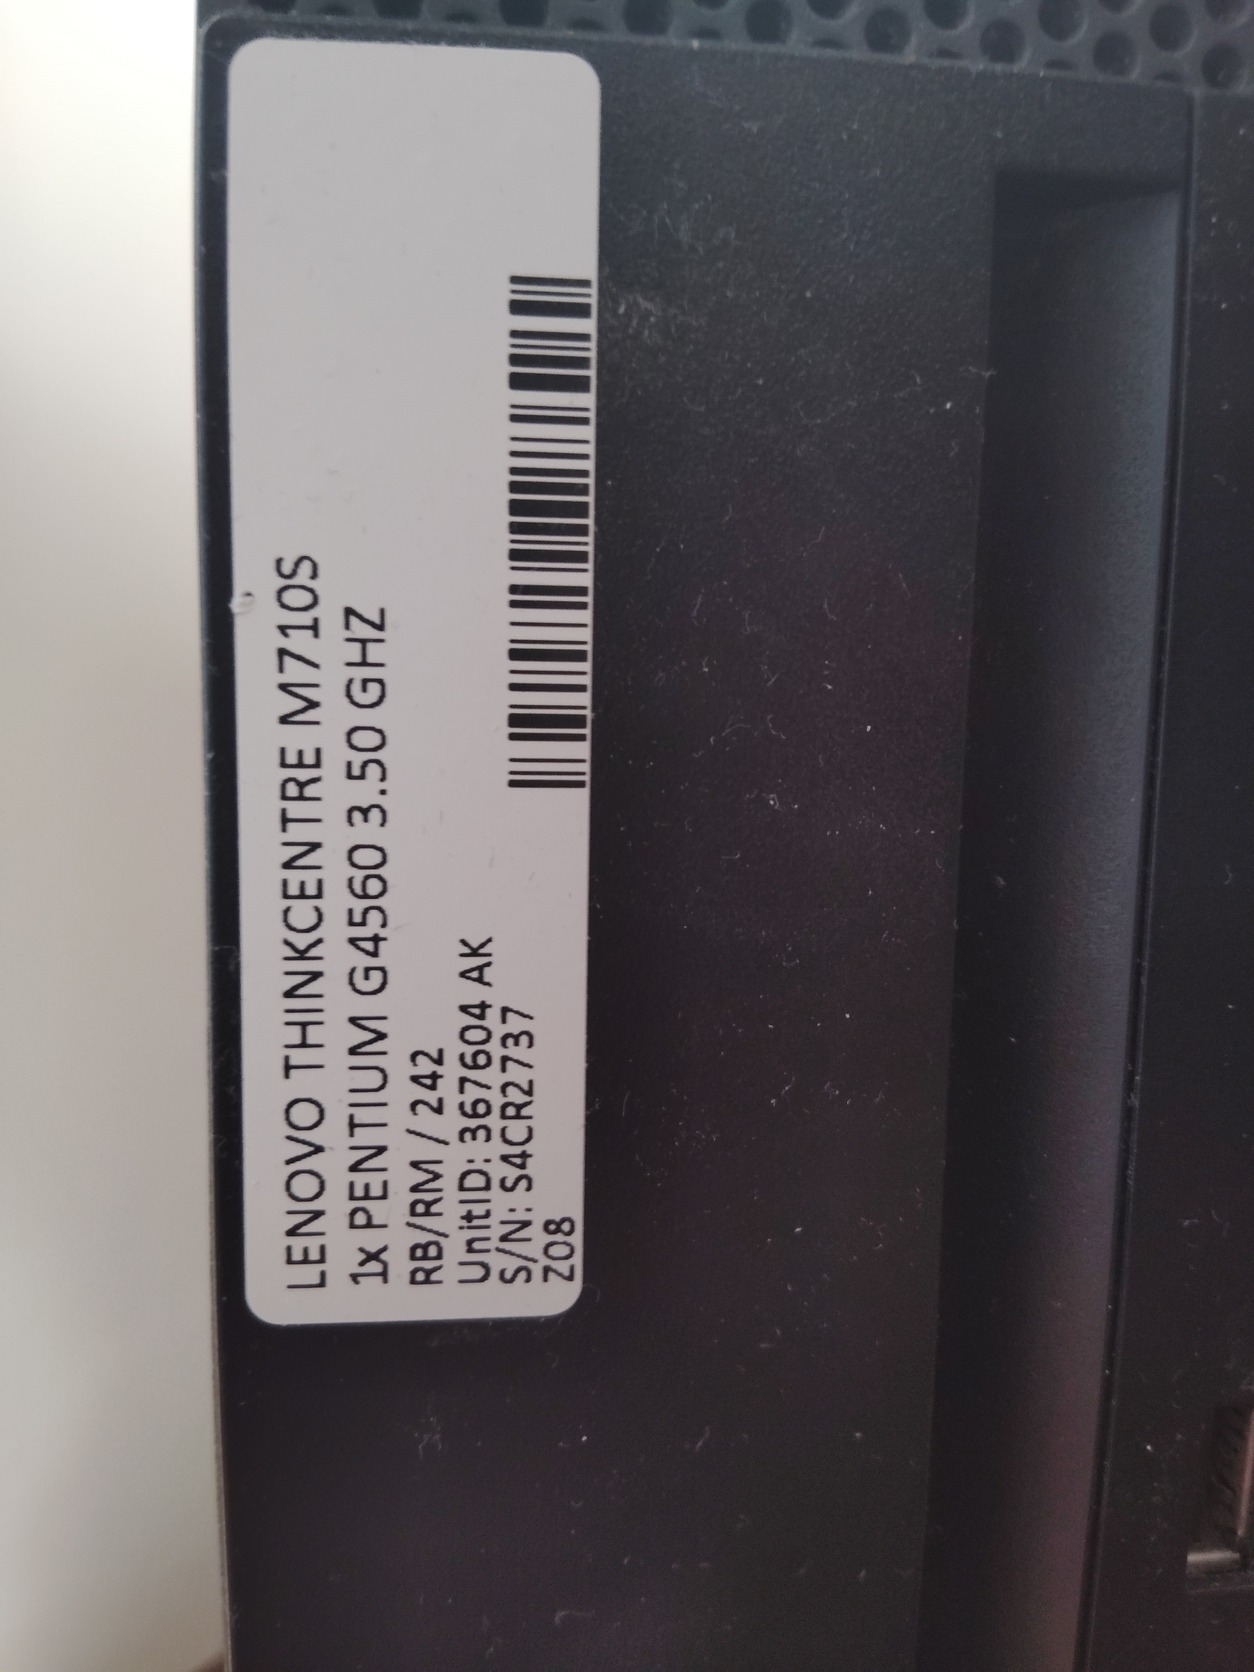 LENOVO THINKCENTRE M710S
1x PENTIUM G4560 3.50 GHZ
RB/RM / 242
UnitID: 367604 AK
S/N: S4CR2737
Z08